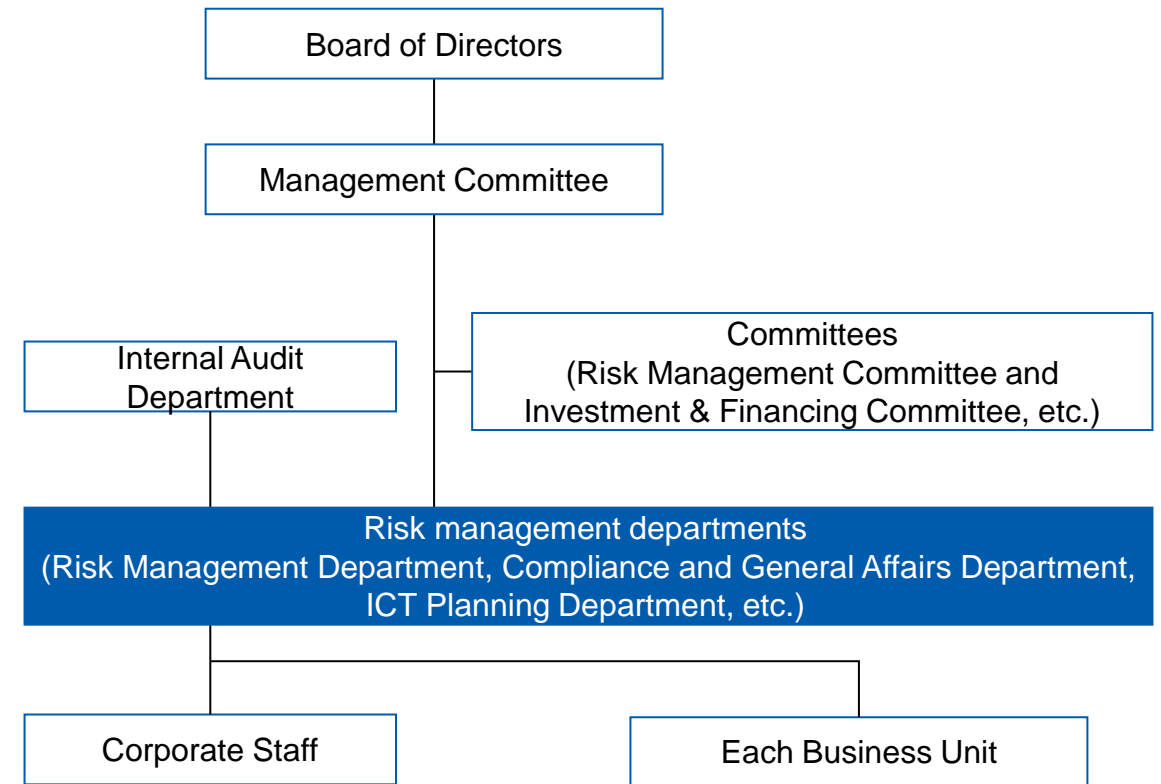 Board of Directors
Management Committee
Internal Audit
Department
Committees
(Risk Management Committee and
Investment & Financing Committee, etc.)
Risk management departments
(Risk Management Department, Compliance and General Affairs Department,
ICT Planning Department, etc.)
Corporate Staff
Each Business Unit